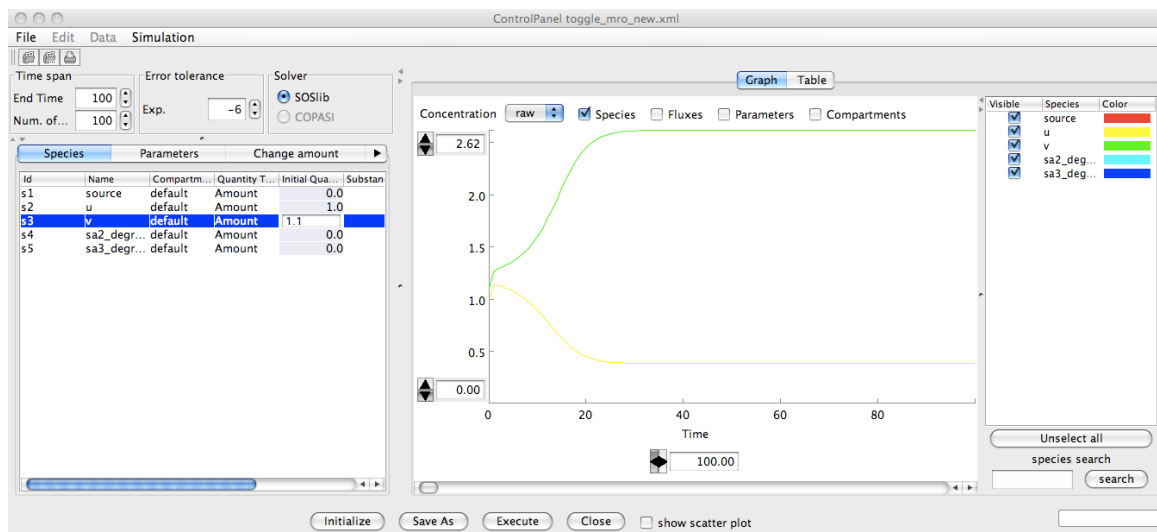 ControlPanel toggle_mro_new.xml
File Edit Data Simulation
Time span
End Time 100
Num. of... 100
Error tolerance
Exp. -6
Solver
SOSlib
COPASI
Species Parameters Change amount
Id Name Compartm... Quantity T... Initial Qua... Substan
s1 source default Amount 0.0
s2 u default Amount 1.0
s3 v default Amount 1.1
s4 sa2_degr... default Amount 0.0
s5 sa3_degr... default Amount 0.0
Graph Table
Concentration raw Species Fluxes Parameters Compartments
2.62
2.0
1.5
1.0
0.5
0.00
0 20 40 60 80
Time
100.00
Visible Species Color
source
u
v
sa2_deg...
sa3_deg...
Unselect all
species search
search
Initialize Save As Execute Close show scatter plot